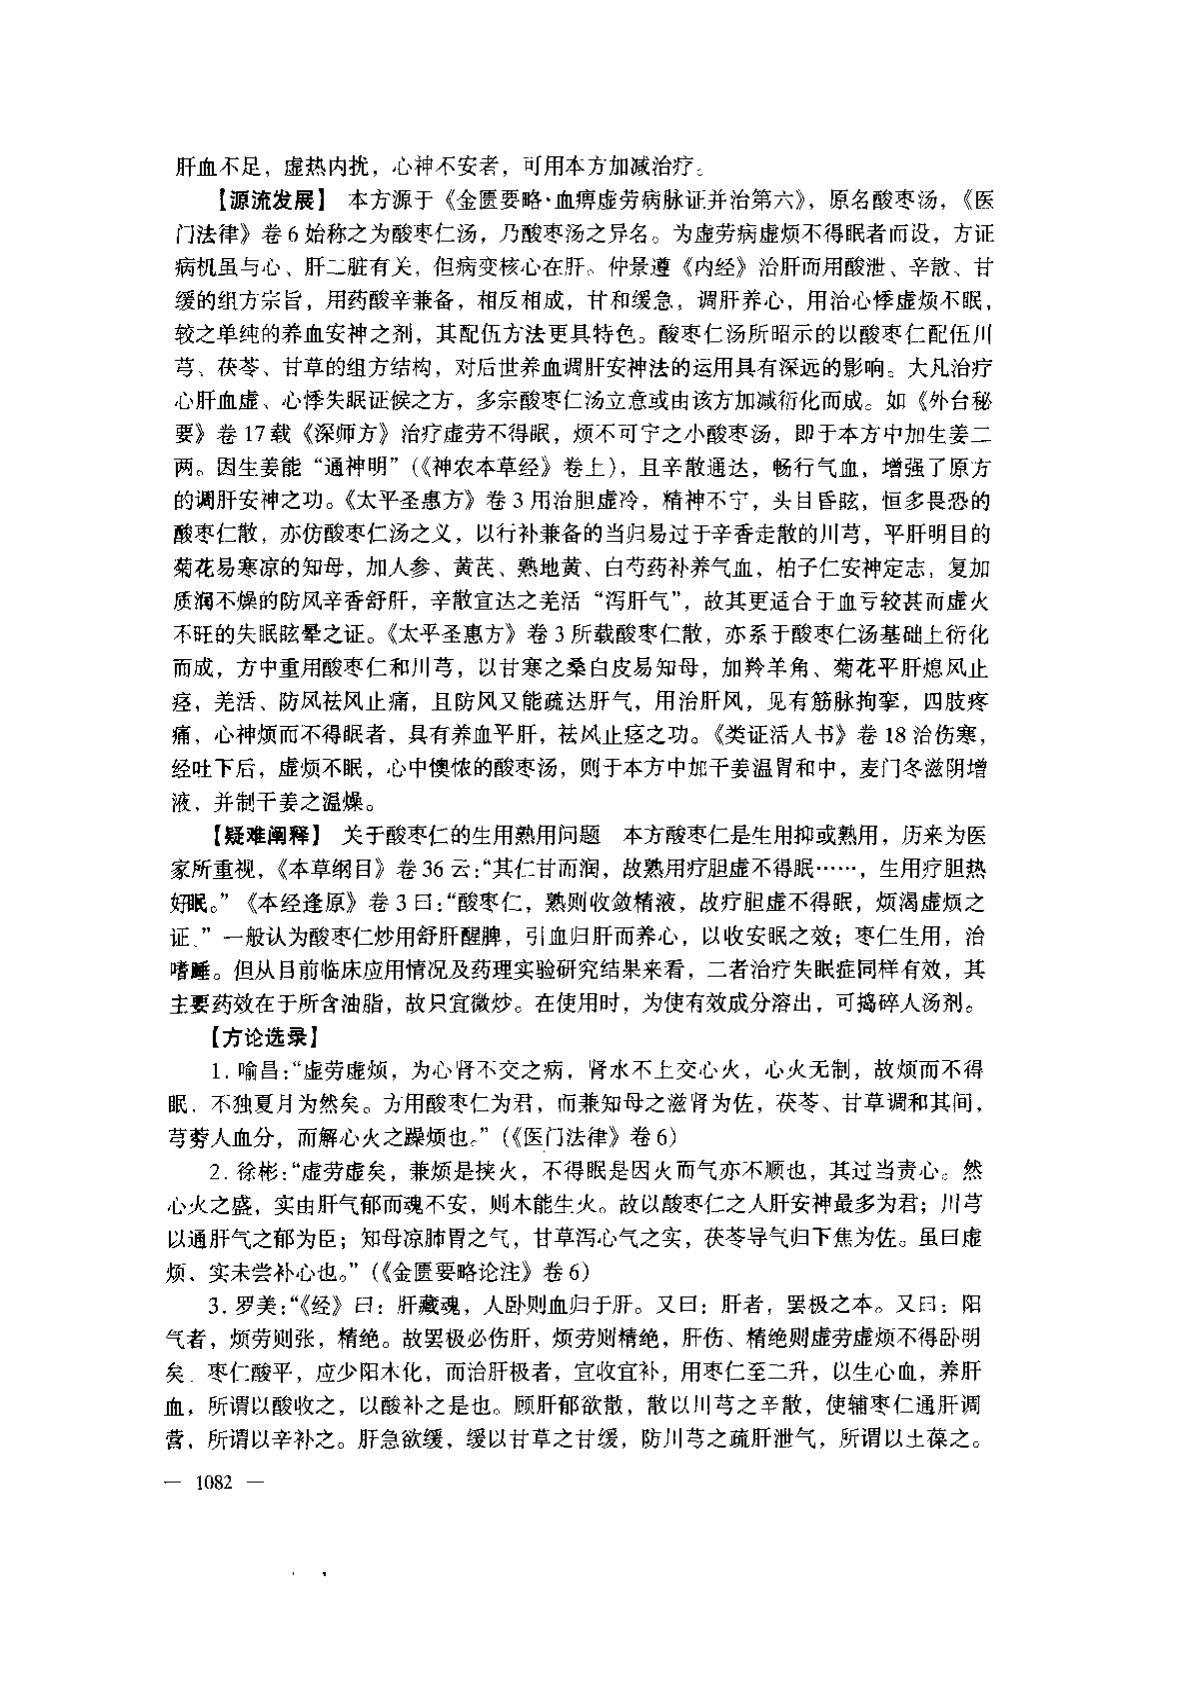 肝血不足，虚热内扰，心神不安者，可用本方加减治疗。
【源流发展】 本方源于《金匮要略·血痹虚劳病脉证并治第六》，原名酸枣汤，《医
门法律》卷6始称之为酸枣仁汤，乃酸枣汤之异名。为虚劳病虚烦不得眠者而设，方证
病机虽与心、肝二脏有关，但病变核心在肝。仲景遵《内经》治肝而用酸泄、辛散、甘
缓的组方宗旨，用药酸辛兼备，相反相成，甘和缓急，调肝养心，用治心悸虚烦不眠，
较之单纯的养血安神之剂，其配伍方法更具特色。酸枣仁汤所昭示的以酸枣仁配伍川
芎、茯苓、甘草的组方结构，对后世养血调肝安神法的运用具有深远的影响。大凡治疗
心肝血虚、心悸失眠证候之方，多宗酸枣仁汤立意或由该方加减衍化而成。如《外台秘
要》卷17载《深师方》治疗虚劳不得眠，烦不可宁之小酸枣汤，即于本方中加生姜二
两。因生姜能“通神明”（《神农本草经》卷上），且辛散通达，畅行气血，增强了原方
的调肝安神之功。《太平圣惠方》卷3用治胆虚冷，精神不宁，头目昏眩，恒多畏恐的
酸枣仁散，亦仿酸枣仁汤之义，以行补兼备的当归易过于辛香走散的川芎，平肝明目的
菊花易寒凉的知母，加人参、黄芪、熟地黄、白芍药补养气血，柏子仁安神定志，复加
质润不燥的防风辛香舒肝，辛散宣达之羌活“泻肝气”，故其更适合于血亏较甚而虚火
不旺的失眠眩晕之证。《太平圣惠方》卷3所载酸枣仁散，亦系于酸枣仁汤基础上衍化
而成，方中重用酸枣仁和川芎，以甘寒之桑白皮易知母，加羚羊角、菊花平肝熄风止
痉，羌活、防风祛风止痛，且防风又能疏达肝气，用治肝风，见有筋脉拘挛，四肢疼
痛，心神烦而不得眠者，具有养血平肝，祛风止痉之功。《类证活人书》卷18治伤寒，
经吐下后，虚烦不眠，心中懊憹的酸枣汤，则于本方中加干姜温胃和中，麦门冬滋阴增
液，并制干姜之温燥。
【疑难阐释】 关于酸枣仁的生用熟用问题 本方酸枣仁是生用抑或熟用，历来为医
家所重视，《本草纲目》卷36云：“其仁甘而润，故熟用疗胆虚不得眠……，生用疗胆热
好眠。”《本经逢原》卷3曰：“酸枣仁，熟则收敛精液，故疗胆虚不得眠，烦渴虚烦之
证。”一般认为酸枣仁炒用舒肝醒脾，引血归肝而养心，以收安眠之效；枣仁生用，治
嗜睡。但从目前临床应用情况及药理实验研究结果来看，二者治疗失眠症同样有效，其
主要药效在于所含油脂，故只宜微炒。在使用时，为使有效成分溶出，可捣碎人汤剂。
【方论选录】
1. 喻昌：“虚劳虚烦，为心肾不交之病，肾水不上交心火，心火无制，故烦而不得
眠，不独夏月为然矣。方用酸枣仁为君，而兼知母之滋肾为佐，茯苓、甘草调和其间，
芎䓖人血分，而解心火之躁烦也。”（《医门法律》卷6）
2. 徐彬：“虚劳虚矣，兼烦是挟火，不得眠是因火而气亦不顺也，其过当责心。然
心火之盛，实由肝气郁而魂不安，则木能生火。故以酸枣仁之人肝安神最多为君；川芎
以通肝气之郁为臣；知母凉肺胃之气，甘草泻心气之实，茯苓导气归下焦为佐。虽曰虚
烦，实未尝补心也。”（《金匮要略论注》卷6）
3. 罗美：“《经》曰：肝藏魂，人卧则血归于肝。又曰：肝者，罢极之本。又曰：阳
气者，烦劳则张，精绝。故罢极必伤肝，烦劳则精绝，肝伤、精绝则虚劳虚烦不得卧明
矣．枣仁酸平，应少阳木化，而治肝极者，宜收宜补，用枣仁至二升，以生心血，养肝
血，所谓以酸收之，以酸补之是也。顾肝郁欲散，散以川芎之辛散，使辅枣仁通肝调
营，所谓以辛补之。肝急欲缓，缓以甘草之甘缓，防川芎之疏肝泄气，所谓以土葆之。
— 1082 —